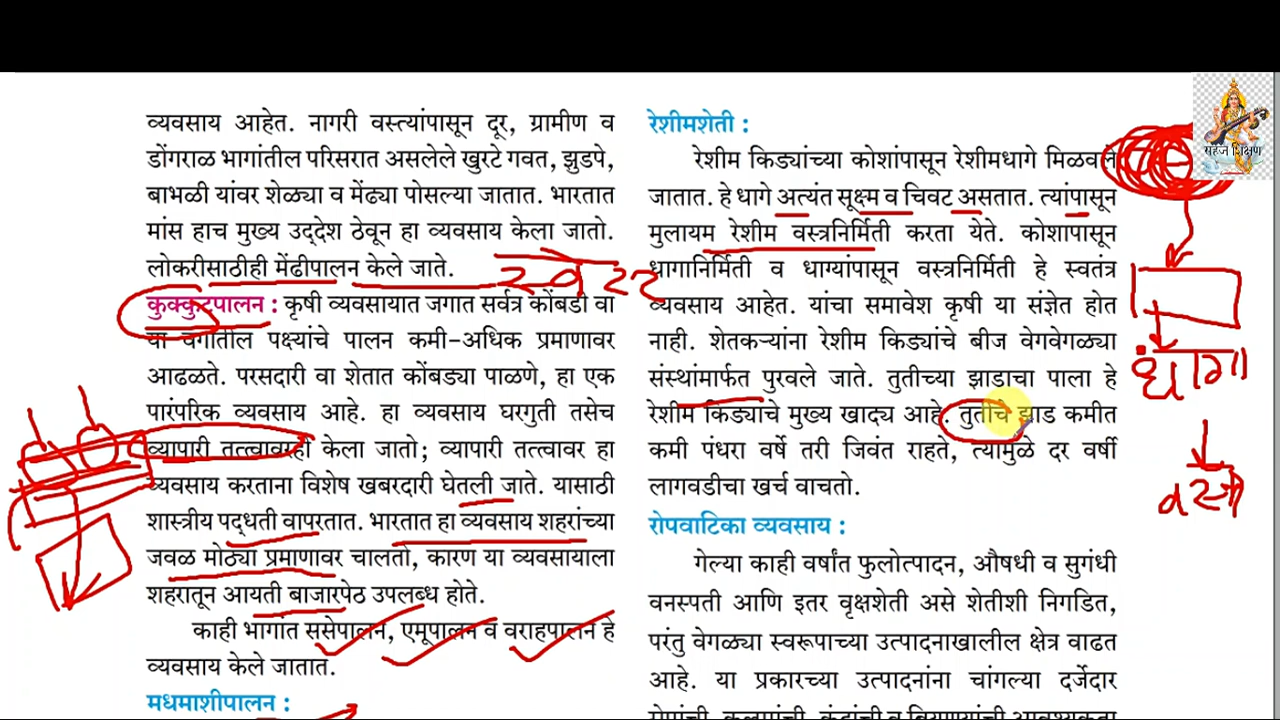 व्यवसाय आहेत. नागरी वस्त्यांपासून दूर, ग्रामीण व
डोंगराळ भागांतील परिसरात असलेले खुरटे गवत, झुडपे,
बाभळी यांवर शेळ्या व मेंढ्या पोसल्या जातात. भारतात
मांस हाच मुख्य उद्देश ठेवून हा व्यवसाय केला जातो.
लोकरीसाठीही मेंढीपालन केले जाते.
कुक्कुटपालन : कृषी व्यवसायात जगात सर्वत्र कोंबडी वा
या वर्गातील पक्ष्यांचे पालन कमी-अधिक प्रमाणावर
आढळते. परसदारी वा शेतात कोंबड्या पाळणे, हा एक
पारंपरिक व्यवसाय आहे. हा व्यवसाय घरगुती तसेच
व्यापारी तत्त्वावरही केला जातो; व्यापारी तत्त्वावर हा
व्यवसाय करताना विशेष खबरदारी घेतली जाते. यासाठी
शास्त्रीय पद्धती वापरतात. भारतात हा व्यवसाय शहरांच्या
जवळ मोठ्या प्रमाणावर चालतो, कारण या व्यवसायाला
शहरातून आयती बाजारपेठ उपलब्ध होते.
काही भागांत ससेपालन, एमूपालन व वराहपालन हे
व्यवसाय केले जातात.
मधमाशीपालन :
रेशीमशेती :
रेशीम किड्यांच्या कोशांपासून रेशीमधागे मिळवले
जातात. हे धागे अत्यंत सूक्ष्म व चिवट असतात. त्यांपासून
मुलायम रेशीम वस्त्रनिर्मिती करता येते. कोशापासून
धागानिर्मिती व धाग्यांपासून वस्त्रनिर्मिती हे स्वतंत्र
व्यवसाय आहेत. यांचा समावेश कृषी या संज्ञेत होत
नाही. शेतकऱ्यांना रेशीम किड्यांचे बीज वेगवेगळ्या
संस्थांमार्फत पुरवले जाते. तुतीच्या झाडाचा पाला हे
रेशीम किड्याचे मुख्य खाद्य आहे. तुतीचे झाड कमीत
कमी पंधरा वर्षे तरी जिवंत राहते, त्यामुळे दर वर्षी
लागवडीचा खर्च वाचतो.
रोपवाटिका व्यवसाय :
गेल्या काही वर्षांत फुलोत्पादन, औषधी व सुगंधी
वनस्पती आणि इतर वृक्षशेती असे शेतीशी निगडित,
परंतु वेगळ्या स्वरूपाच्या उत्पादनाखालील क्षेत्र वाढत
आहे. या प्रकारच्या उत्पादनांना चांगल्या दर्जेदार
सहज शिक्षण
धागा
वस्त्र